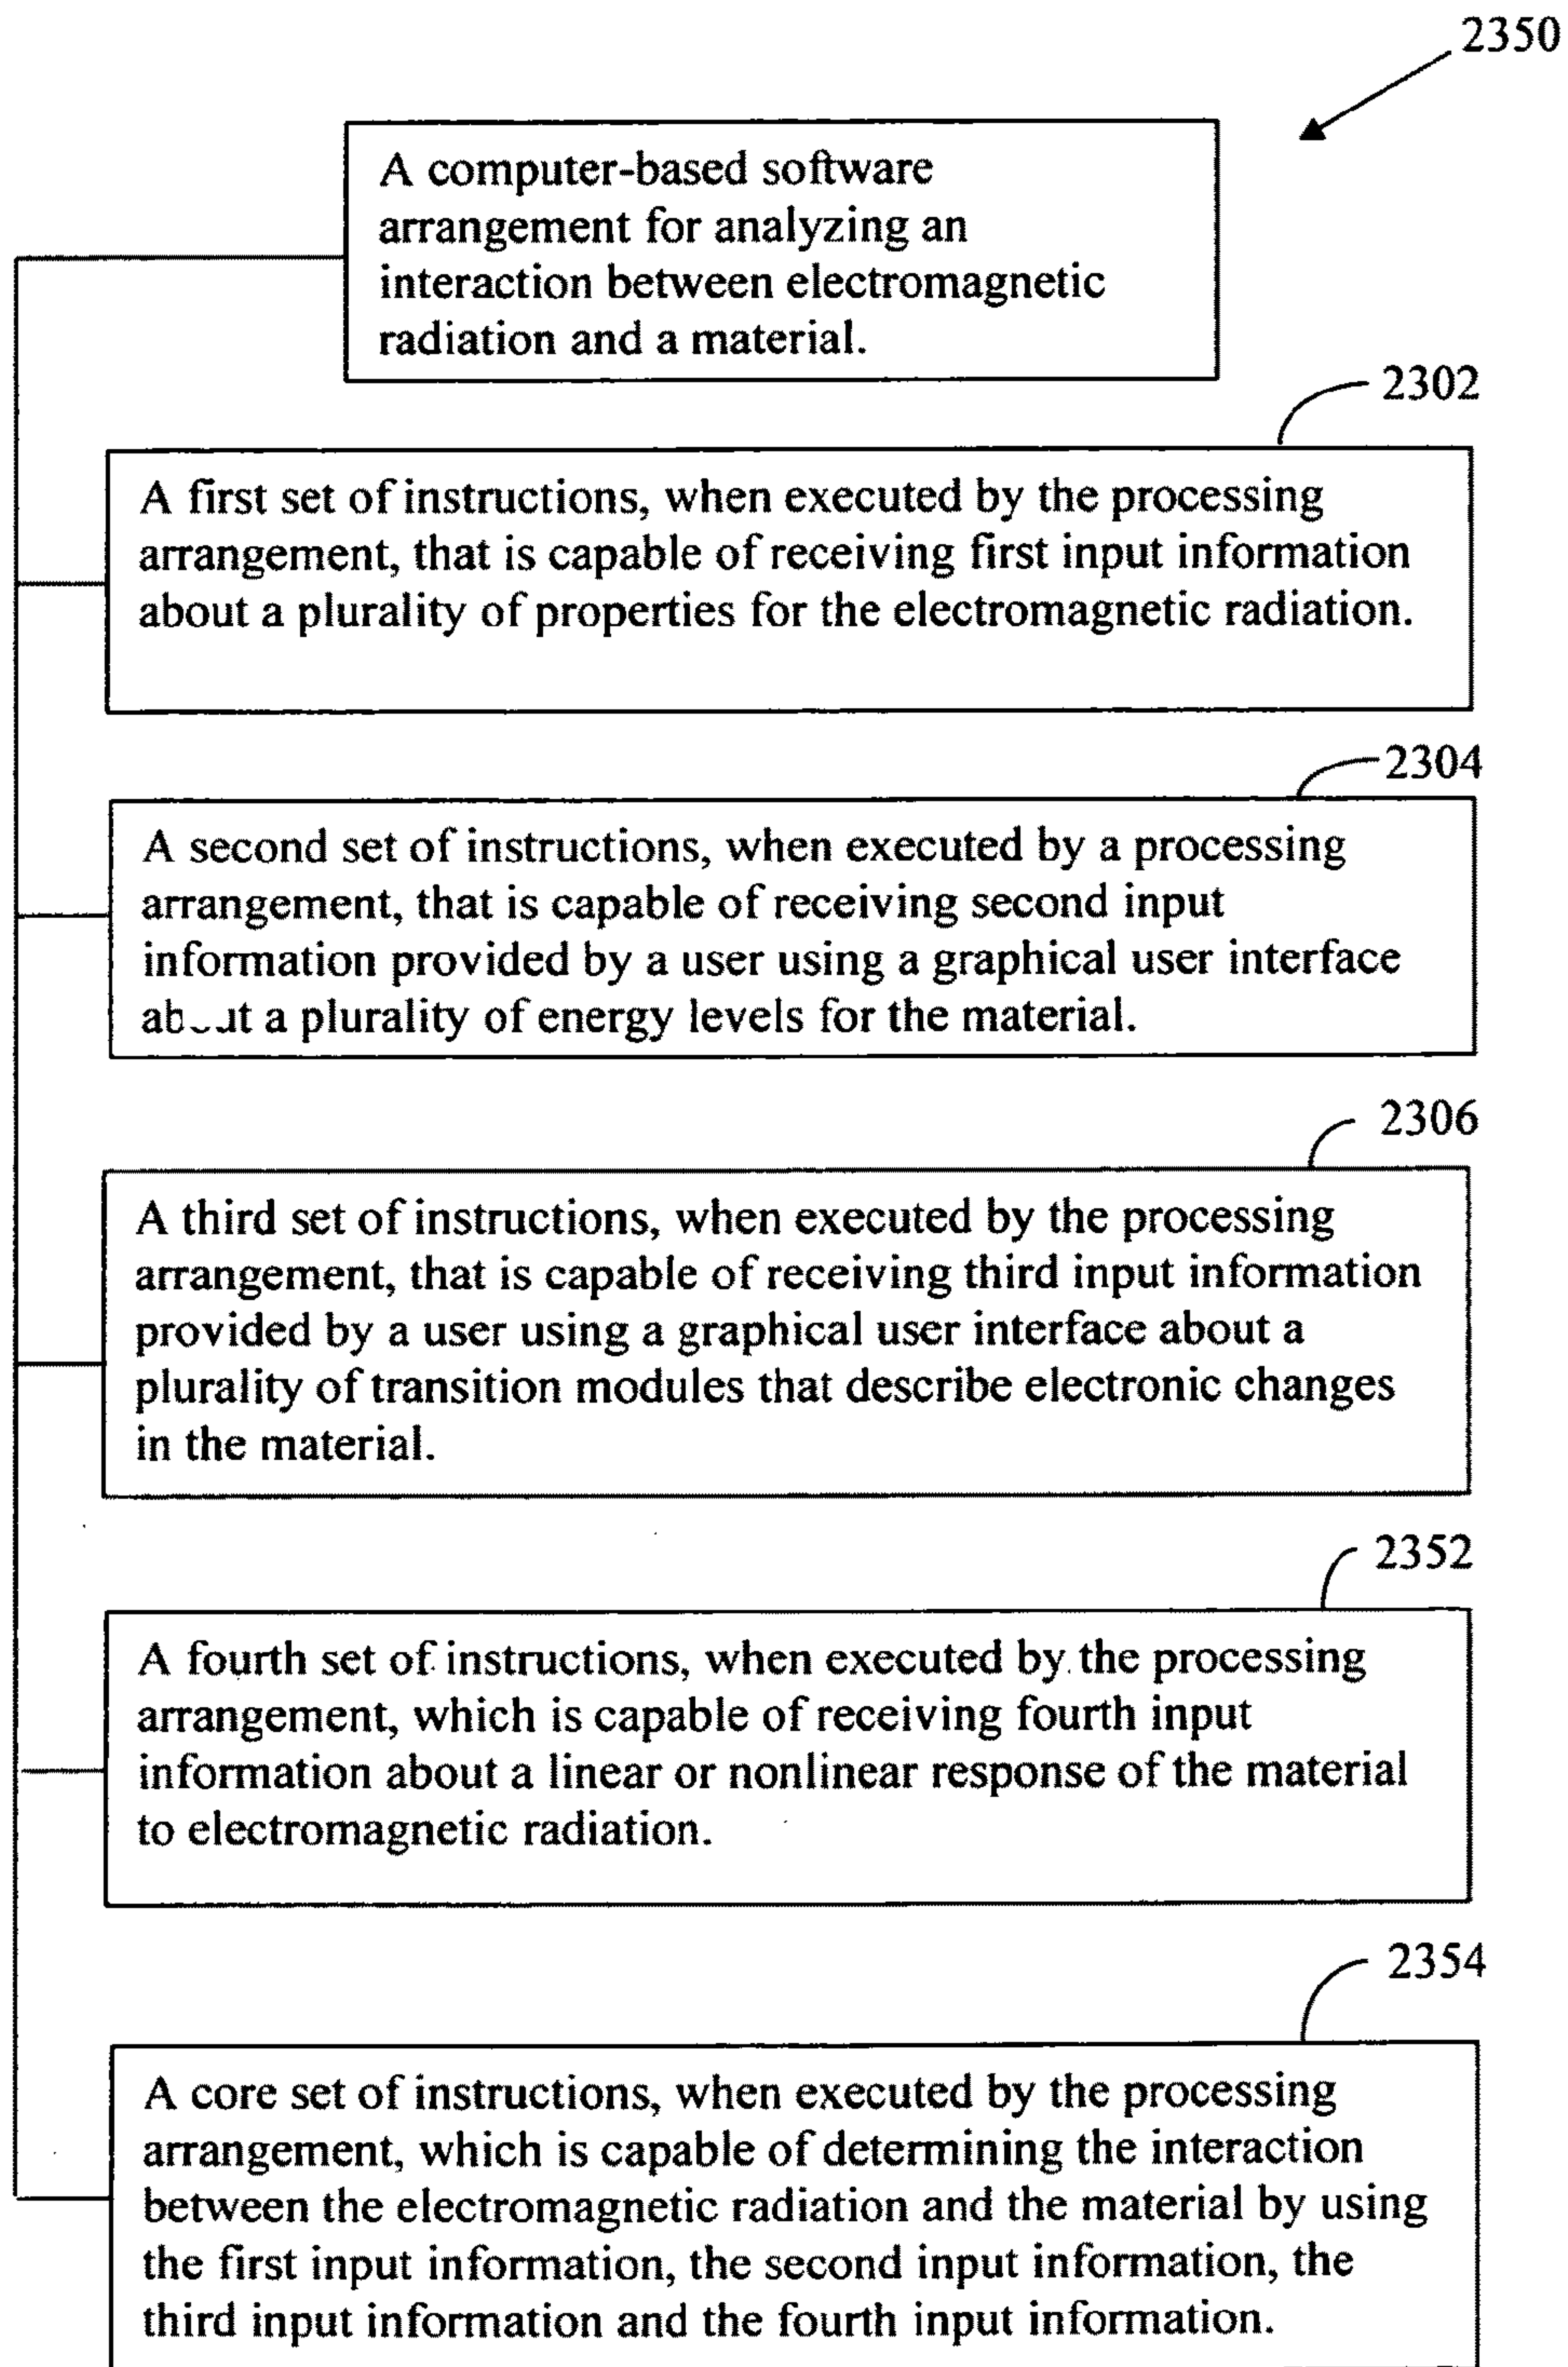 2350
A computer-based software
arrangement for analyzing an
interaction between electromagnetic
radiation and a material.
2302
A first set of instructions, when executed by the processing
arrangement, that is capable of receiving first input information
about a plurality of properties for the electromagnetic radiation.
2304
A second set of instructions, when executed by a processing
arrangement, that is capable of receiving second input
information provided by a user using a graphical user interface
a plurality of energy levels for the material.
2306
A third set of instructions, when executed by the processing
arrangement, that is capable of receiving third input information
provided by a user using a graphical user interface about a
plurality of transition modules that describe electronic changes
in the material.
2352
A fourth set of instructions, when executed by the processing
arrangement, which is capable of receiving fourth input
information about a linear or nonlinear response of the material
to electromagnetic radiation.
2354
A core set of instructions, when executed by the processing
arrangement, which is capable of determining the interaction
between the electromagnetic radiation and the material by using
the first input information, the second input information, the
third input information and the fourth input information.